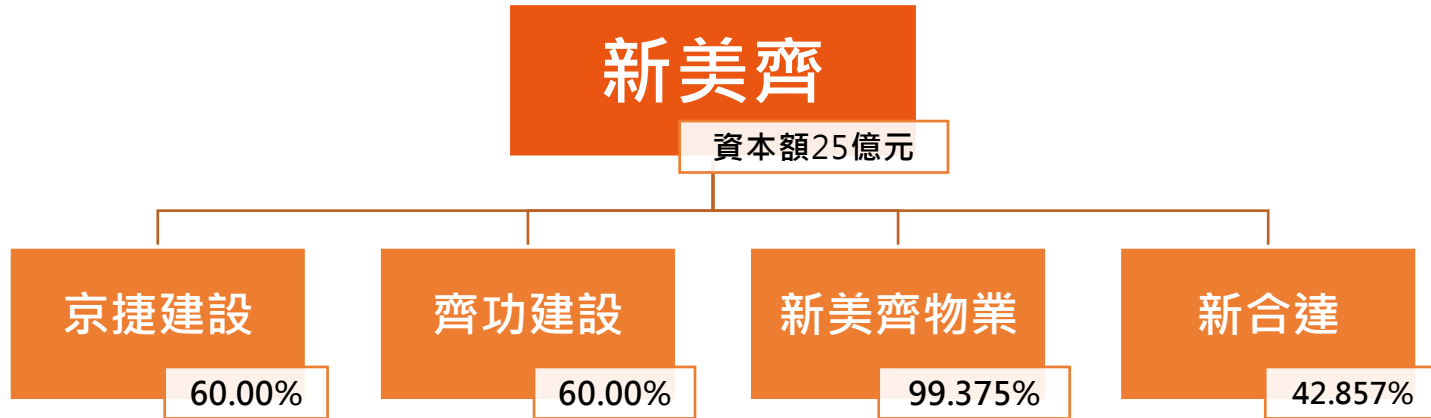 新美齊
資本額25億元
京捷建設
60.00%
齊功建設
60.00%
新美齊物業
99.375%
新合達
42.857%